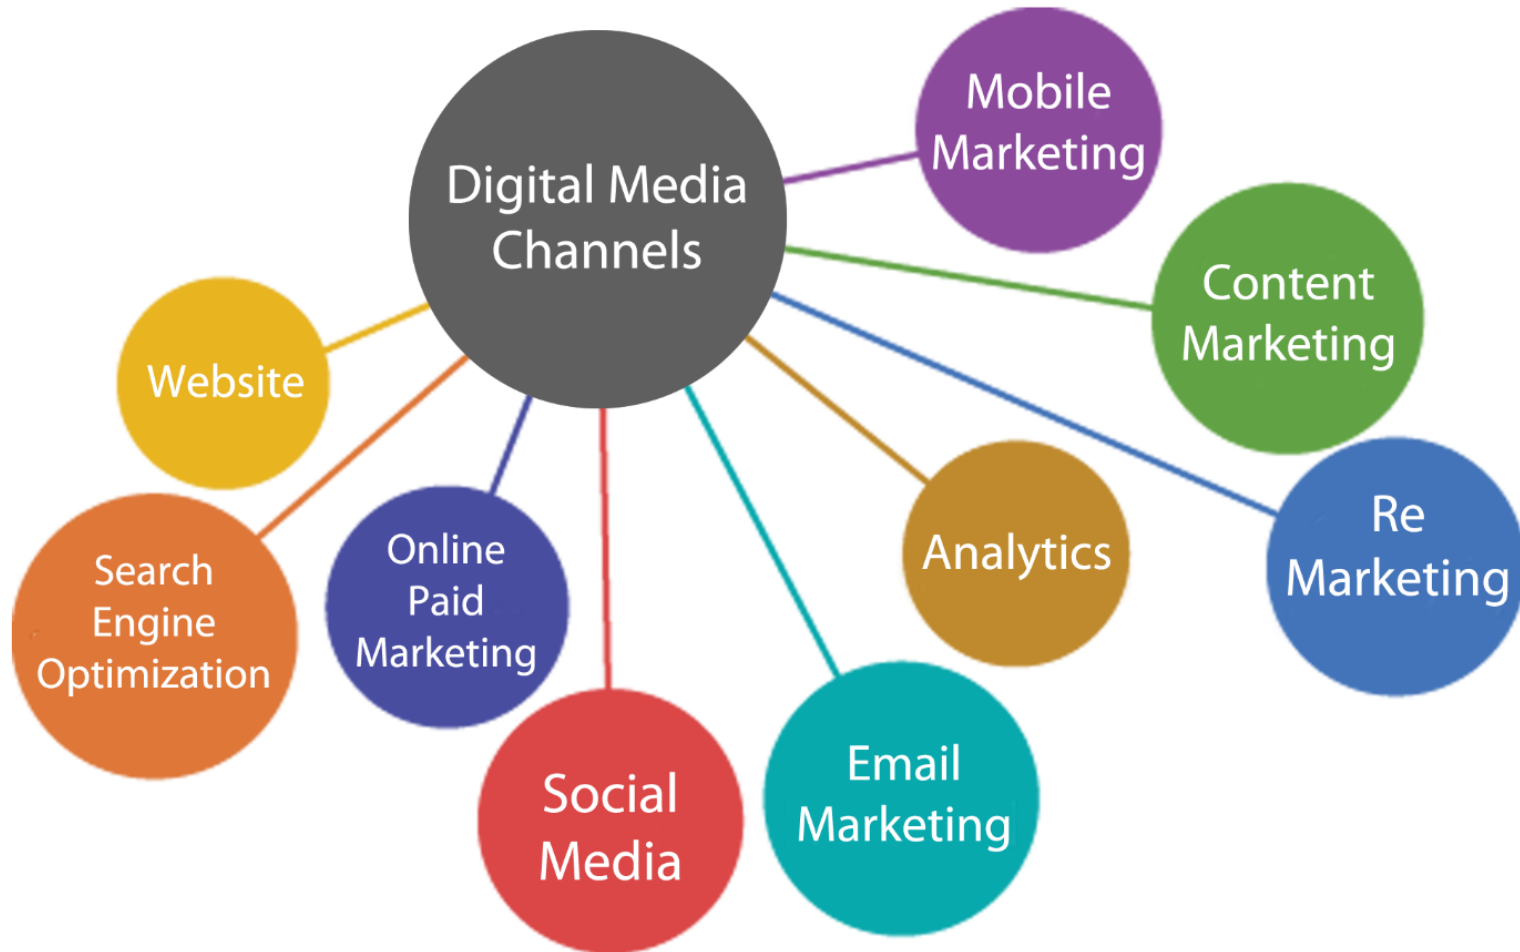 Digital Media
Channels
Mobile
Marketing
Content
Marketing
Re
Marketing
Analytics
Email
Marketing
Social
Media
Online
Paid
Marketing
Search
Engine
Optimization
Website